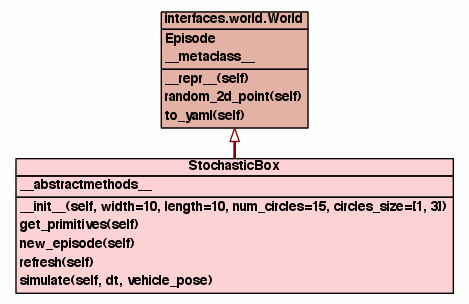 interfaces.world.World
Episode
__metaclass__
__repr__(self)
random_2d_point(self)
to_yaml(self)
StochasticBox
__abstractmethods__
__init__(self, width=10, length=10, num_circles=15, circles_size=[1, 3])
get_primitives(self)
new_episode(self)
refresh(self)
simulate(self, dt, vehicle_pose)